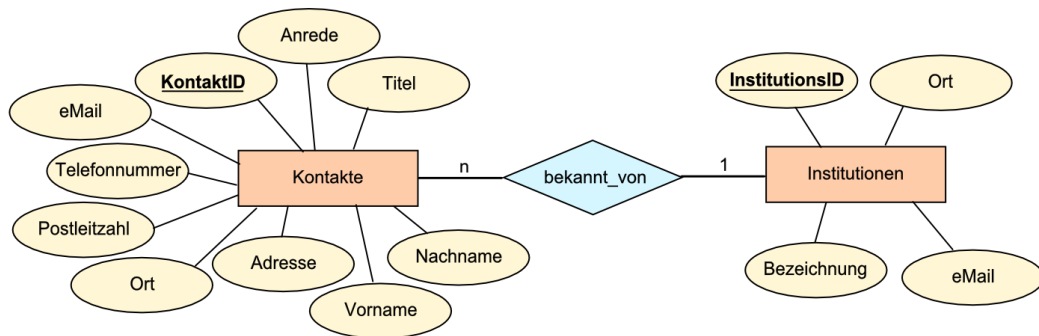 Anrede
KontaktID
Titel
eMail
Telefonnummer
Postleitzahl
Ort
Adresse
Vorname
Nachname
Kontakte
n
bekannt_von
1
InstitutionsID
Ort
Institutionen
Bezeichnung
eMail